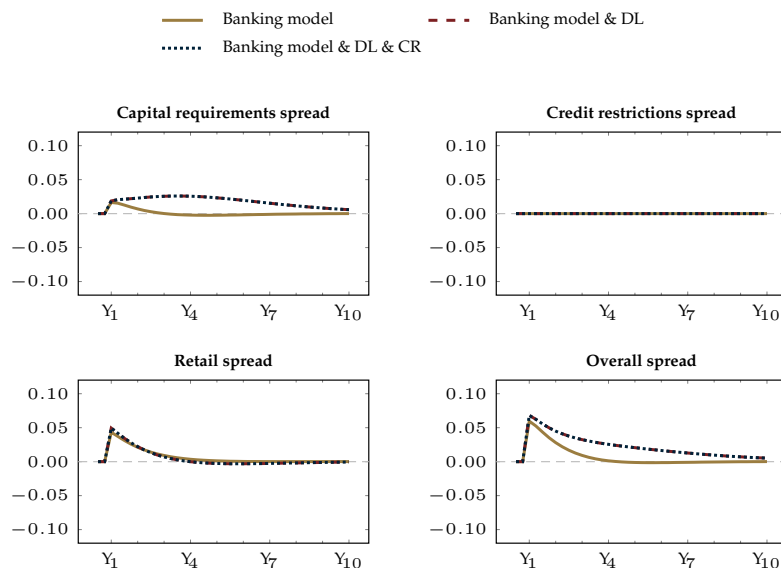 Banking model
Banking model & DL
Banking model & DL & CR
Capital requirements spread
0.10
0.05
0.00
−0.05
−0.10
Y1 Y4 Y7 Y10
Credit restrictions spread
0.10
0.05
0.00
−0.05
−0.10
Y1 Y4 Y7 Y10
Retail spread
0.10
0.05
0.00
−0.05
−0.10
Y1 Y4 Y7 Y10
Overall spread
0.10
0.05
0.00
−0.05
−0.10
Y1 Y4 Y7 Y10